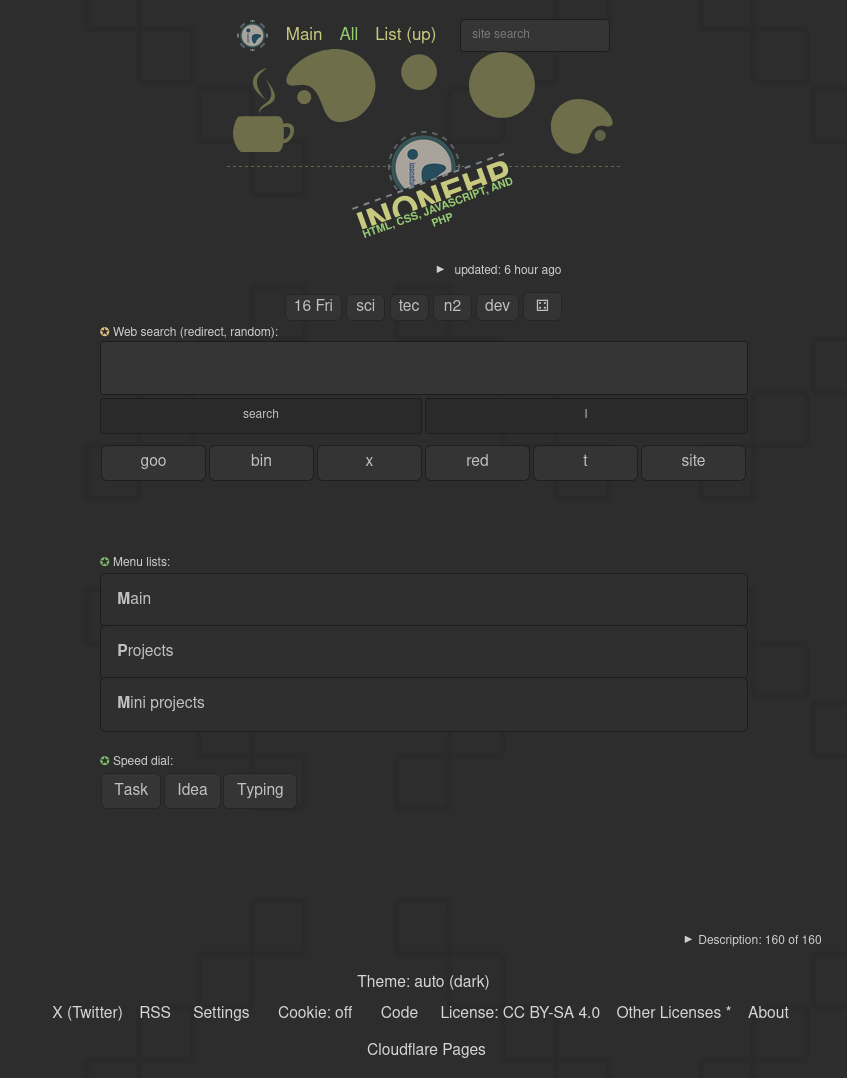 Main All List (up) site search
INONEHP
HTML, CSS, JAVASCRIPT, AND
PHP
▶ updated: 6 hour ago
16 Fri sci tec n2 dev ⚃
✪ Web search (redirect, random):
search l
goo bin x red t site
✪ Menu lists:
Main
Projects
Mini projects
✪ Speed dial:
Task Idea Typing
▶ Description: 160 of 160
Theme: auto (dark)
X (Twitter) RSS Settings Cookie: off Code License: CC BY-SA 4.0 Other Licenses * About
Cloudflare Pages